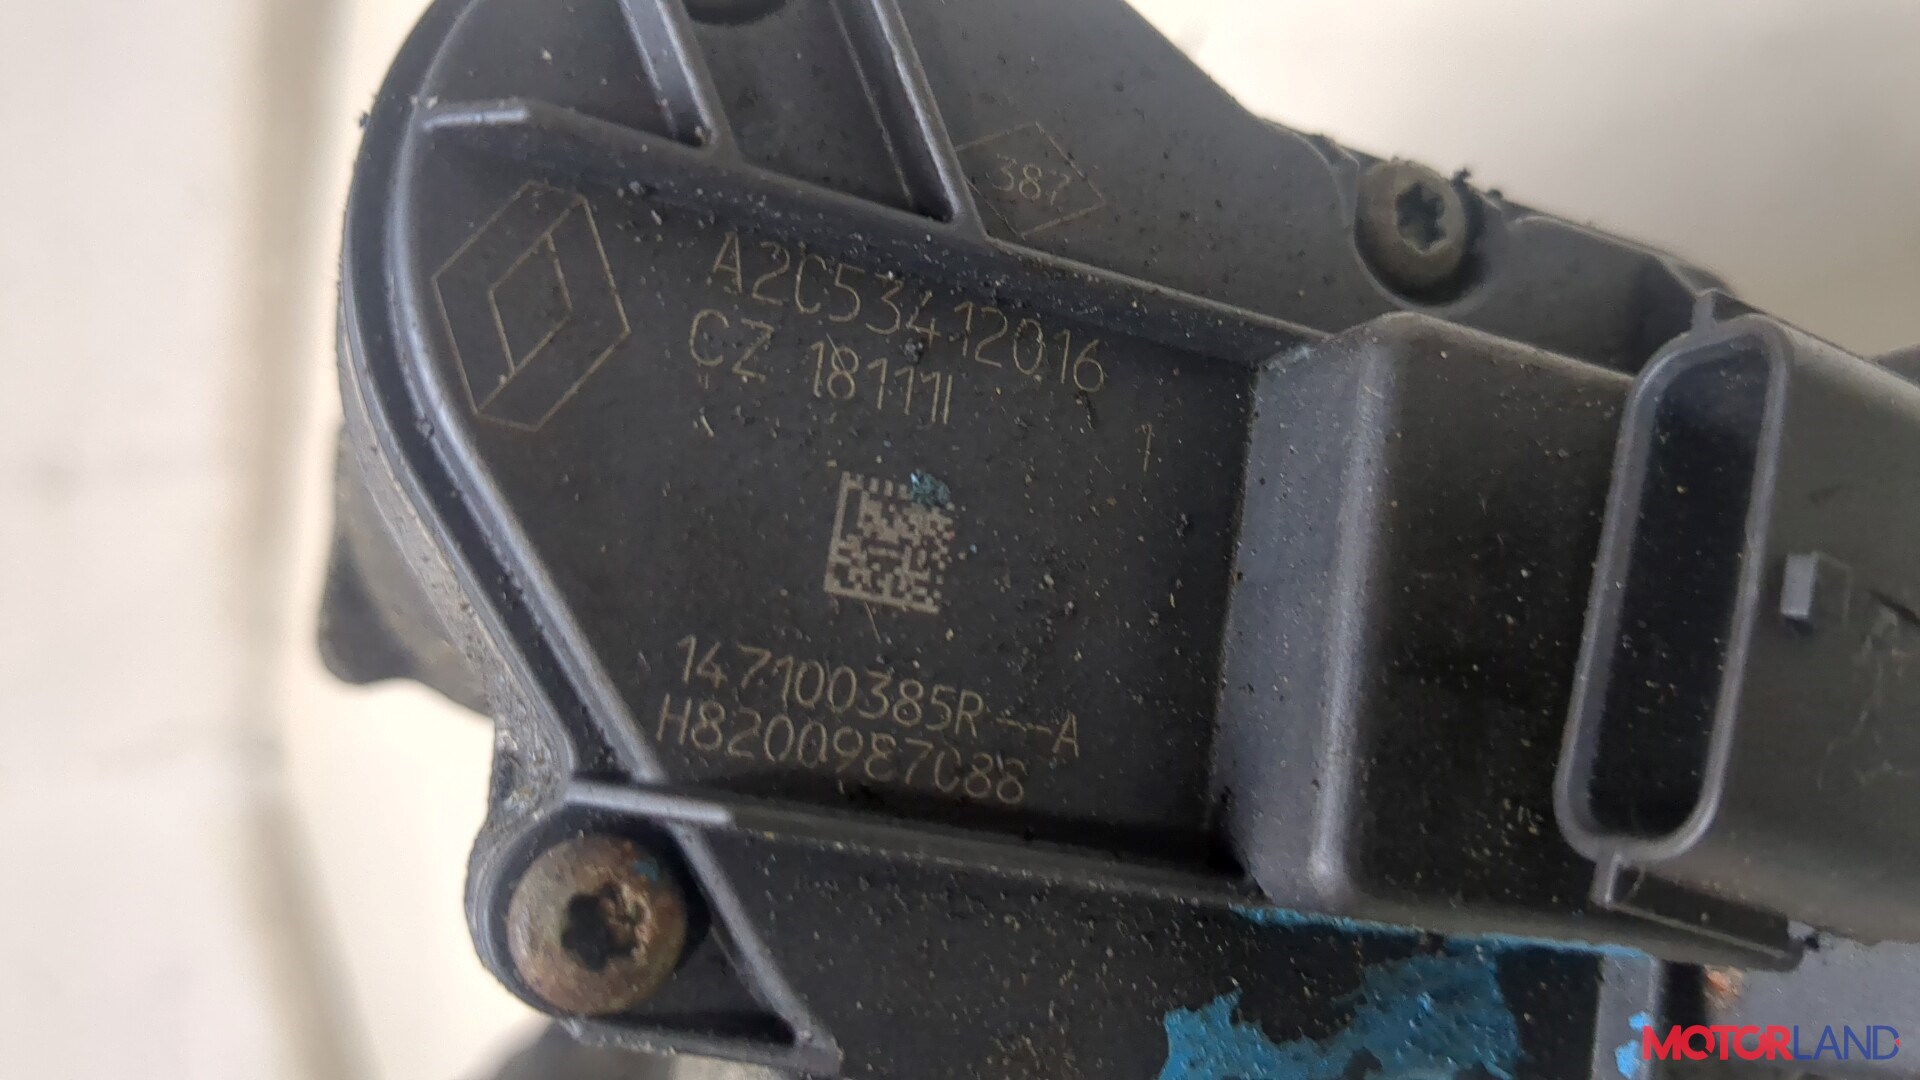 387
A2C53412016
CZ 18111I
1
147100385R--A
H8200987088
MOTORLAND